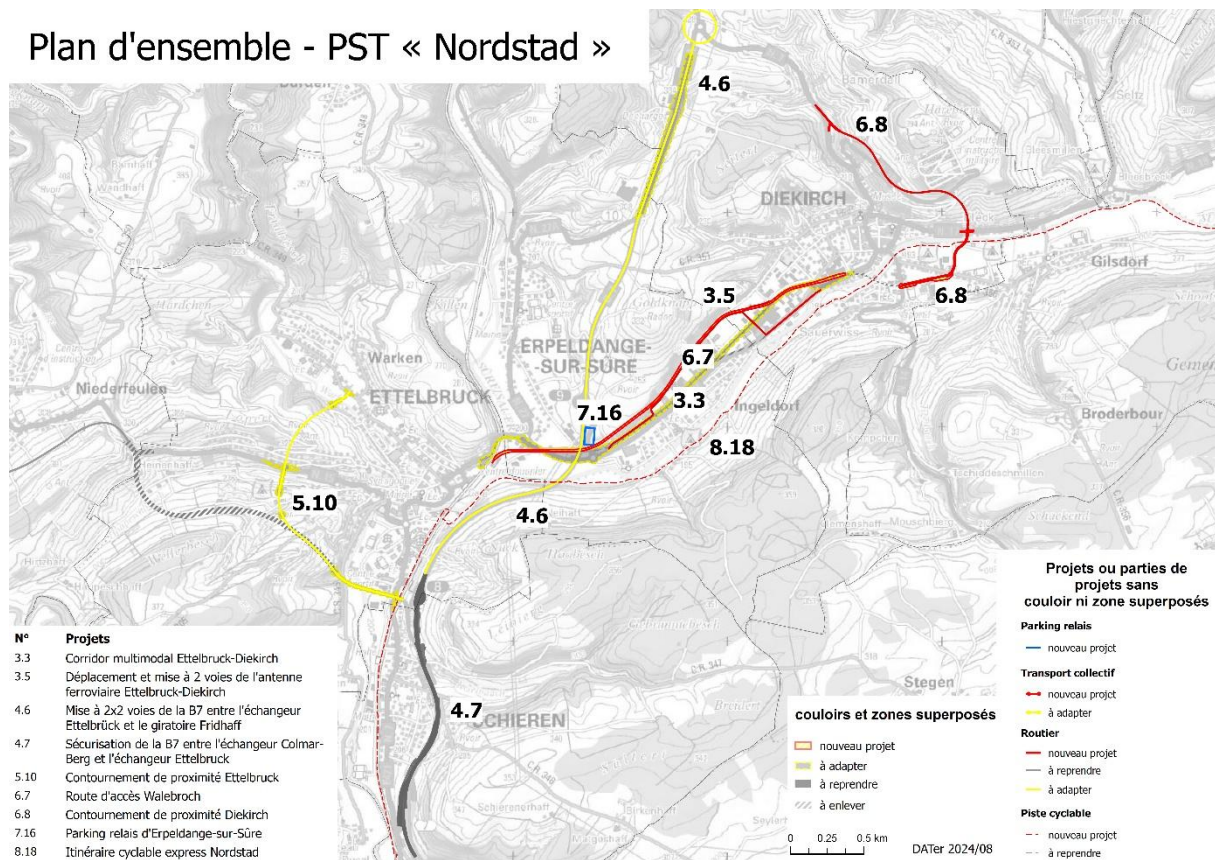 Plan d'ensemble - PST « Nordstad »
4.6
6.8
DIEKIRCH
Gilsdorf
6.8
3.5
ERPELDANGE-
SUR-SÛRE
6.7
Warken
Niederfeulen
ETTELBRUCK
7.16
3.3
Ingeldorf
Broderbour
8.18
5.10
4.6
Stegen
4.7
N° Projets
3.3 Corridor multimodal Ettelbruck-Diekirch
3.5 Déplacement et mise à 2 voies de l'antenne
ferroviaire Ettelbruck-Diekirch
4.6 Mise à 2x2 voies de la B7 entre l'échangeur
Ettelbrück et le giratoire Fridhaff
4.7 Sécurisation de la B7 entre l'échangeur Colmar-
Berg et l'échangeur Ettelbruck
5.10 Contournement de proximité Ettelbruck
6.7 Route d'accès Walebroch
6.8 Contournement de proximité Diekirch
7.16 Parking relais d'Erpeldange-sur-Sûre
8.18 Itinéraire cyclable express Nordstad
couloirs et zones superposés
nouveau projet
à adapter
à reprendre
à enlever
0 0.25 0.5 km
DATer 2024/08
Projets ou parties de
projets sans
couloir ni zone superposés
Parking relais
nouveau projet
Transport collectif
nouveau projet
à adapter
Routier
nouveau projet
à reprendre
à adapter
Piste cyclable
nouveau projet
à reprendre